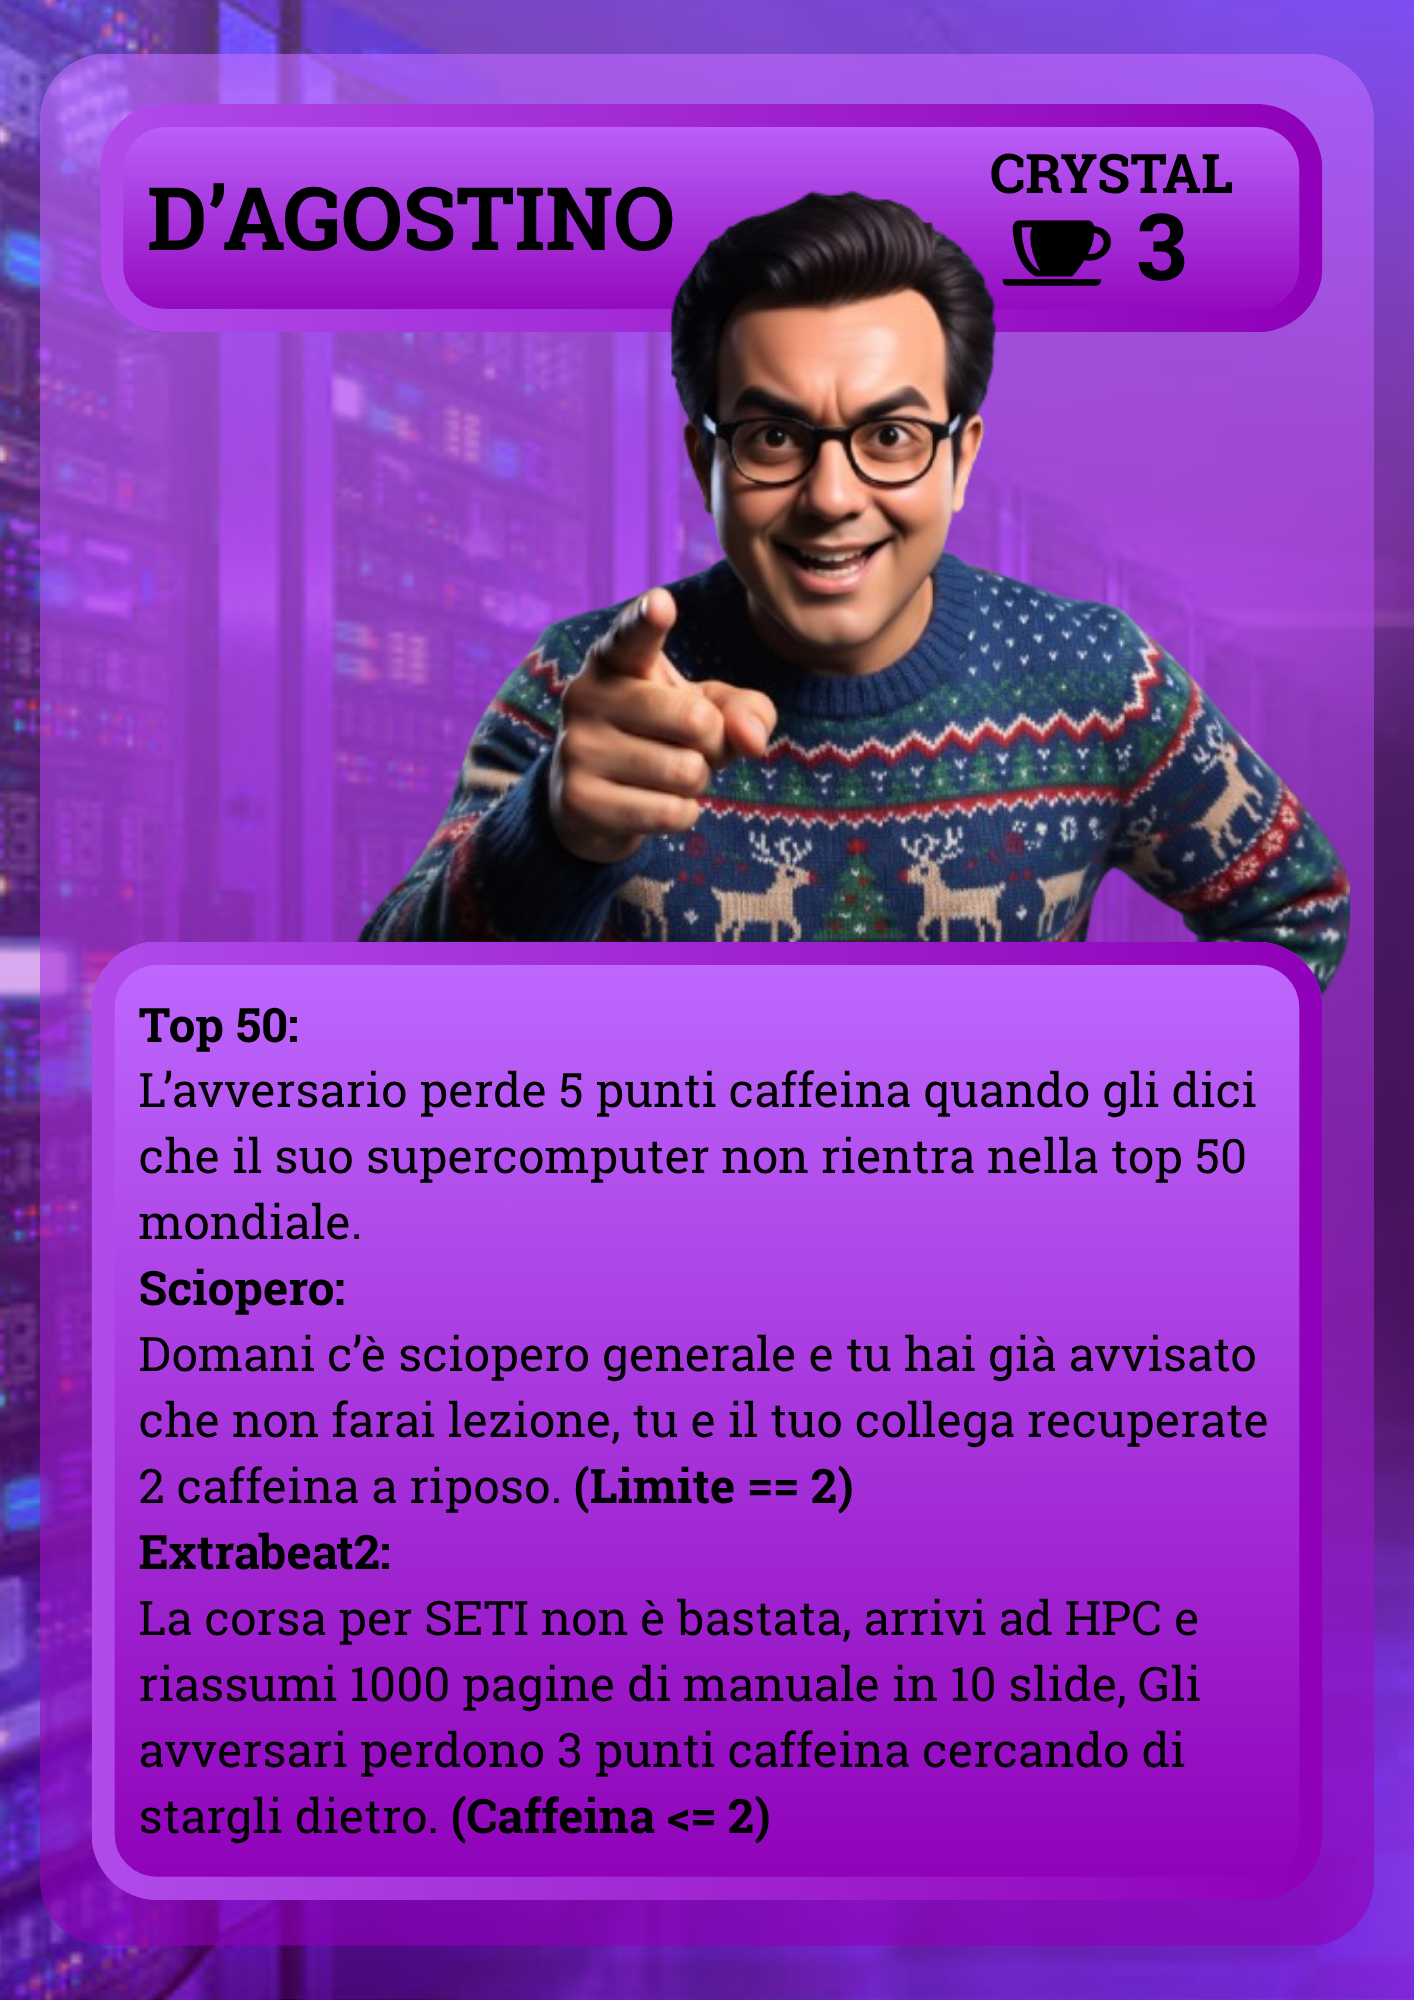 D’AGOSTINO
CRYSTAL
3
Top 50:
L’avversario perde 5 punti caffeina quando gli dici
che il suo supercomputer non rientra nella top 50
mondiale.
Sciopero:
Domani c’è sciopero generale e tu hai già avvisato
che non farai lezione, tu e il tuo collega recuperate
2 caffeina a riposo. (Limite == 2)
Extrabeat2:
La corsa per SETI non è bastata, arrivi ad HPC e
riassumi 1000 pagine di manuale in 10 slide, Gli
avversari perdono 3 punti caffeina cercando di
stargli dietro. (Caffeina <= 2)